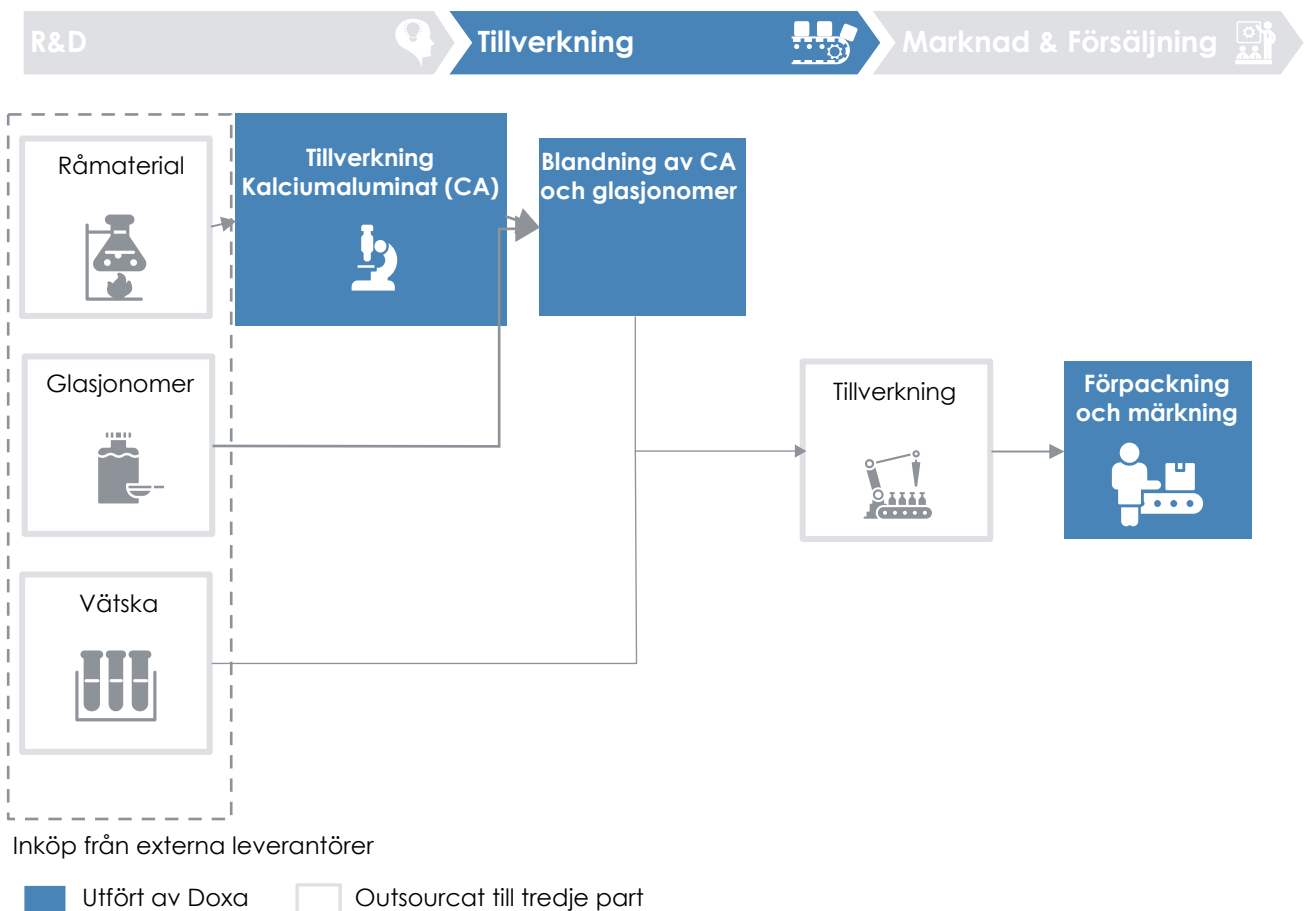 R&D
Tillverkning
Marknad & Försäljning
Råmaterial
Tillverkning
Kalciumaluminat (CA)
Blandning av CA
och glasjonomer
Glasjonomer
Tillverkning
Förpackning
och märkning
Vätska
Inköp från externa leverantörer
Utfört av Doxa
Outsourcat till tredje part